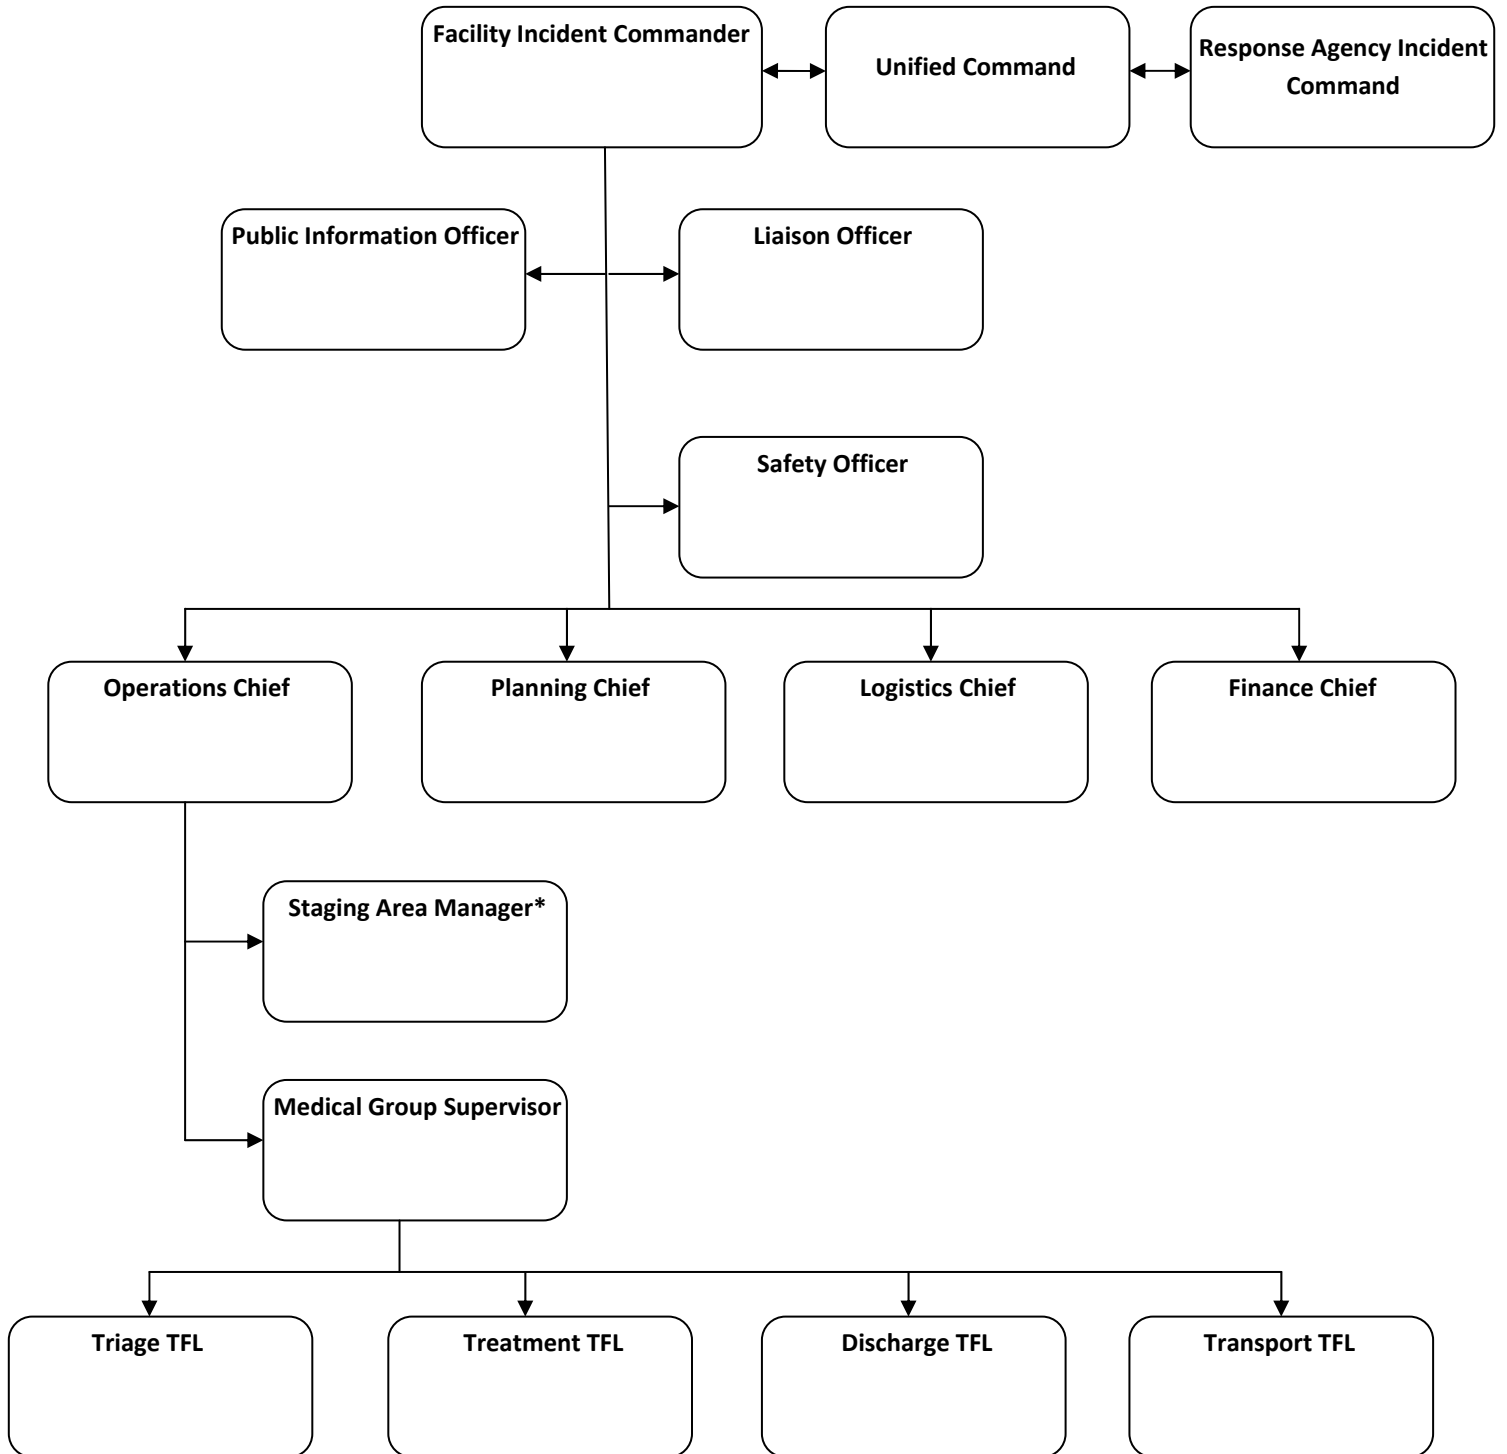 Facility Incident Commander
Unified Command
Response Agency Incident
Command
Public Information Officer
Liaison Officer
Safety Officer
Operations Chief
Planning Chief
Logistics Chief
Finance Chief
Staging Area Manager*
Medical Group Supervisor
Triage TFL
Treatment TFL
Discharge TFL
Transport TFL